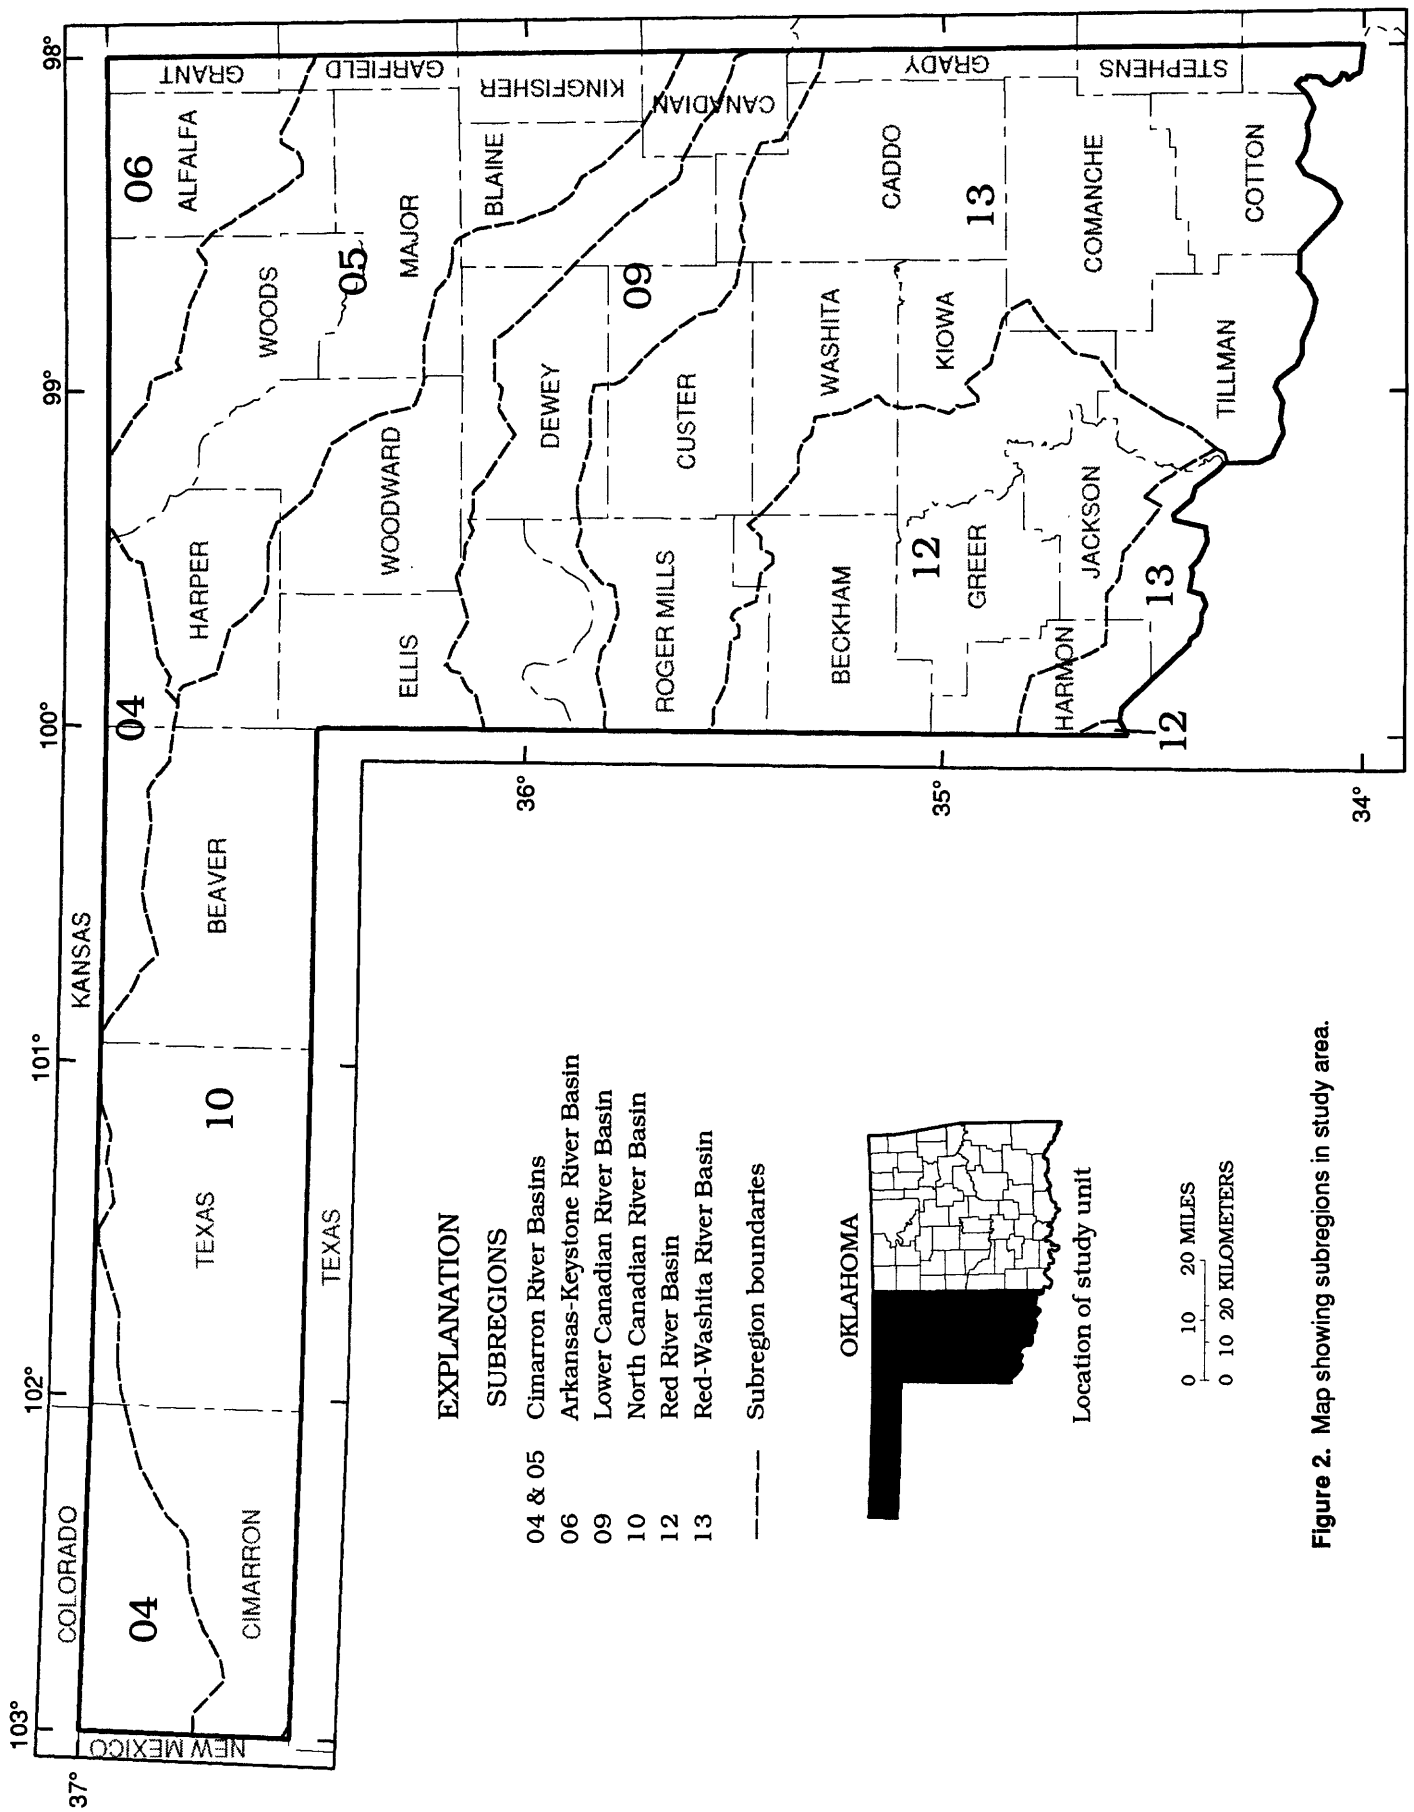 103°
102°
101°
100°
99°
98°
37°
COLORADO
KANSAS
NEW MEXICO
04
CIMARRON
10
TEXAS
BEAVER
TEXAS
04
HARPER
WOODS
06
ALFALFA
GRANT
05
MAJOR
GARFIELD
ELLIS
WOODWARD
BLAINE
KINGFISHER
36°
DEWEY
09
CANADIAN
ROGER MILLS
CUSTER
BECKHAM
WASHITA
CADDO
GRADY
35°
12
GREER
KIOWA
13
HARMON
JACKSON
COMANCHE
STEPHENS
12
13
TILLMAN
COTTON
34°
EXPLANATION
SUBREGIONS
04 & 05 Cimarron River Basins
06 Arkansas-Keystone River Basin
09 Lower Canadian River Basin
10 North Canadian River Basin
12 Red River Basin
13 Red-Washita River Basin
Subregion boundaries
OKLAHOMA
Location of study unit
0 10 20 MILES
0 10 20 KILOMETERS
Figure 2. Map showing subregions in study area.